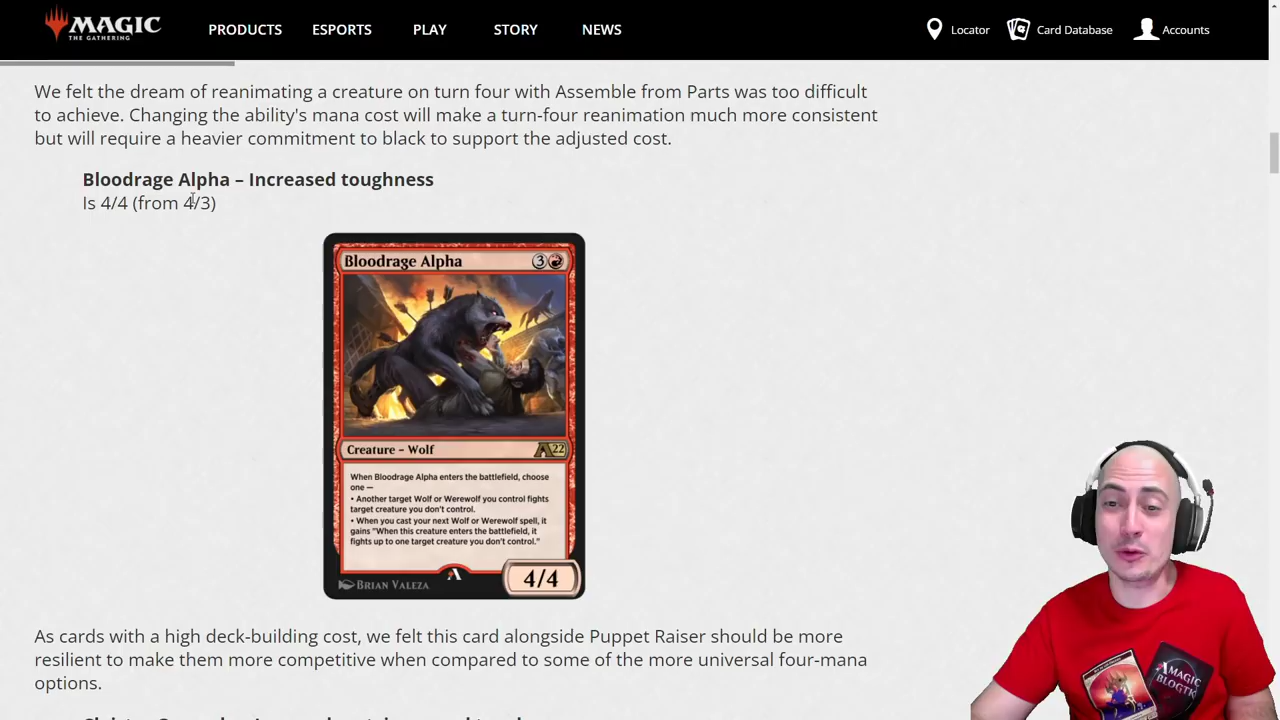 MAGIC
THE GATHERING
PRODUCTS ESPORTS PLAY STORY NEWS
Locator Card Database Accounts
We felt the dream of reanimating a creature on turn four with Assemble from Parts was too difficult
to achieve. Changing the ability's mana cost will make a turn-four reanimation much more consistent
but will require a heavier commitment to black to support the adjusted cost.
Bloodrage Alpha – Increased toughness
Is 4/4 (from 4/3)
Bloodrage Alpha 3
Creature – Wolf A22
When Bloodrage Alpha enters the battlefield, choose
one —
• Another target Wolf or Werewolf you control fights
target creature you don't control.
• When you cast your next Wolf or Werewolf spell, it
gains "When this creature enters the battlefield, it
fights up to one target creature you don't control."
4/4
BRIAN VALEZA
As cards with a high deck-building cost, we felt this card alongside Puppet Raiser should be more
resilient to make them more competitive when compared to some of the more universal four-mana
options.
AMAGIC
BLOGTK